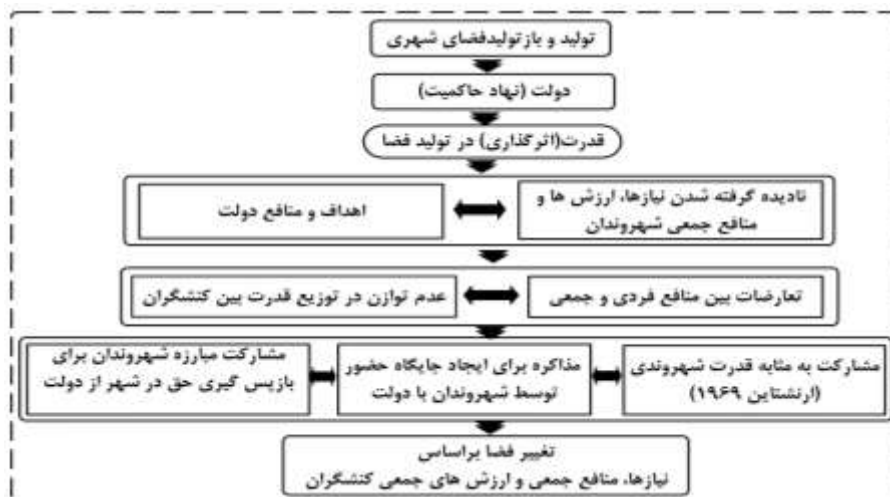 تولید و بازتولیدفضای شهری
دولت (نهاد حاکمیت)
قدرت(اثرگذاری) در تولید فضا
نادیده گرفته شدن نیازها، ارزش ها و
منافع جمعی شهروندان
اهداف و منافع دولت
تعارضات بین منافع فردی و جمعی
عدم توازن در توزیع قدرت بین کنشگران
مشارکت به مثابه قدرت شهروندی
(ارنشتاین ۱۹۶۹)
مذاکره برای ایجاد جایگاه حضور
توسط شهروندان با دولت
مشارکت مبارزه شهروندان برای
بازپس گیری حق در شهر از دولت
تغییر فضا براساس
نیازها، منافع جمعی و ارزش های جمعی کنشگران